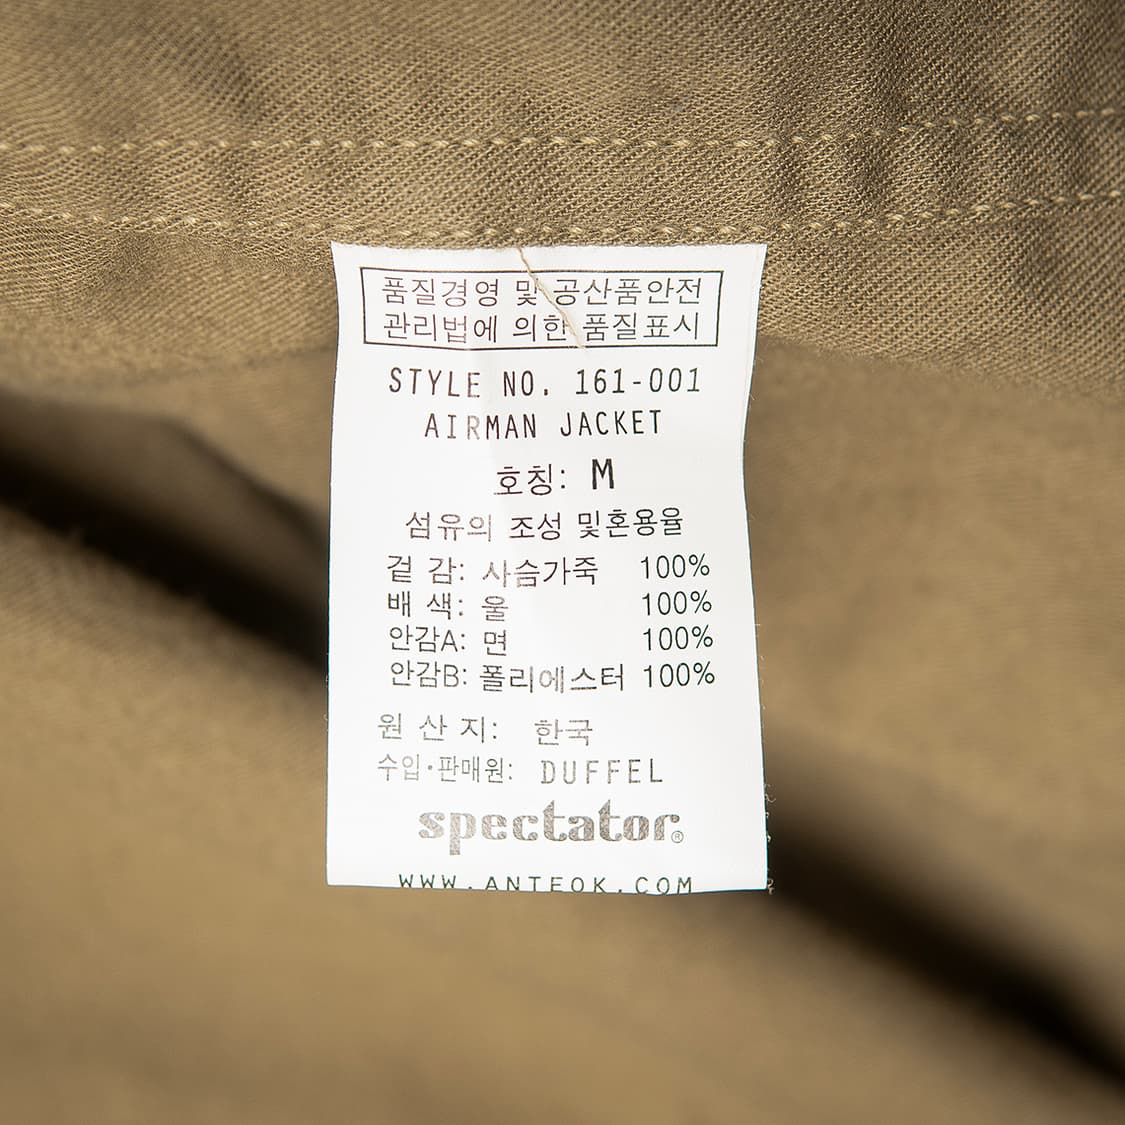 품질경영 및 공산품안전
관리법에 의한 품질표시
STYLE NO. 161-001
AIRMAN JACKET
호칭: M
섬유의 조성 및혼용율
겉 감: 사슴가죽 100%
배 색: 울 100%
안감A: 면 100%
안감B: 폴리에스터 100%
원 산 지: 한국
수입·판매원: DUFFEL
spectator®
WWW.ANTEOK.COM